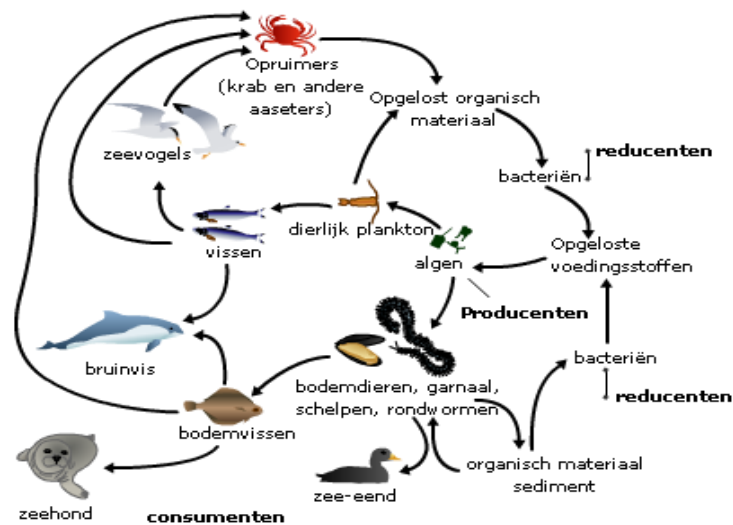 Opruimers
(krab en andere
aaseters)
Opgelost organisch
materiaal
zeevogels
reducenten
bacteriën
dierlijk plankton
vissen
algen
Opgeloste
voedingsstoffen
Producenten
bruinvis
bacteriën
bodemdieren, garnaal,
schelpen, rondwormen
reducenten
bodemvissen
organisch materiaal
sediment
zee-eend
zeehond
consumenten